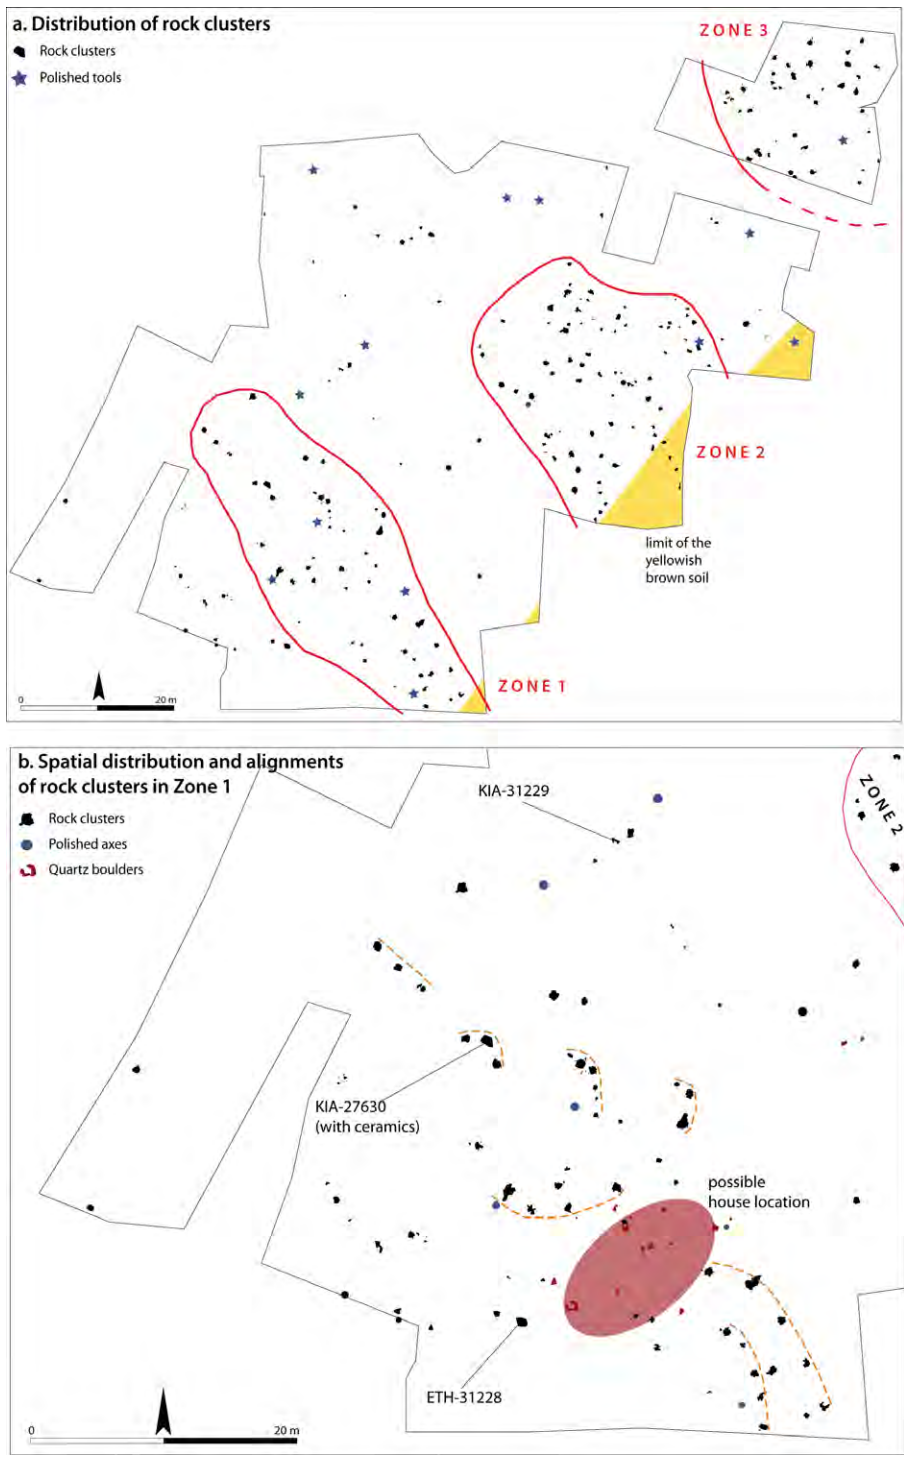 a. Distribution of rock clusters
Rock clusters
Polished tools
ZONE 3
ZONE 2
limit of the
yellowish
brown soil
ZONE 1
0 20 m
b. Spatial distribution and alignments
of rock clusters in Zone 1
Rock clusters
Polished axes
Quartz boulders
KIA-31229
ZONE 2
KIA-27630
(with ceramics)
possible
house location
ETH-31228
0 20 m